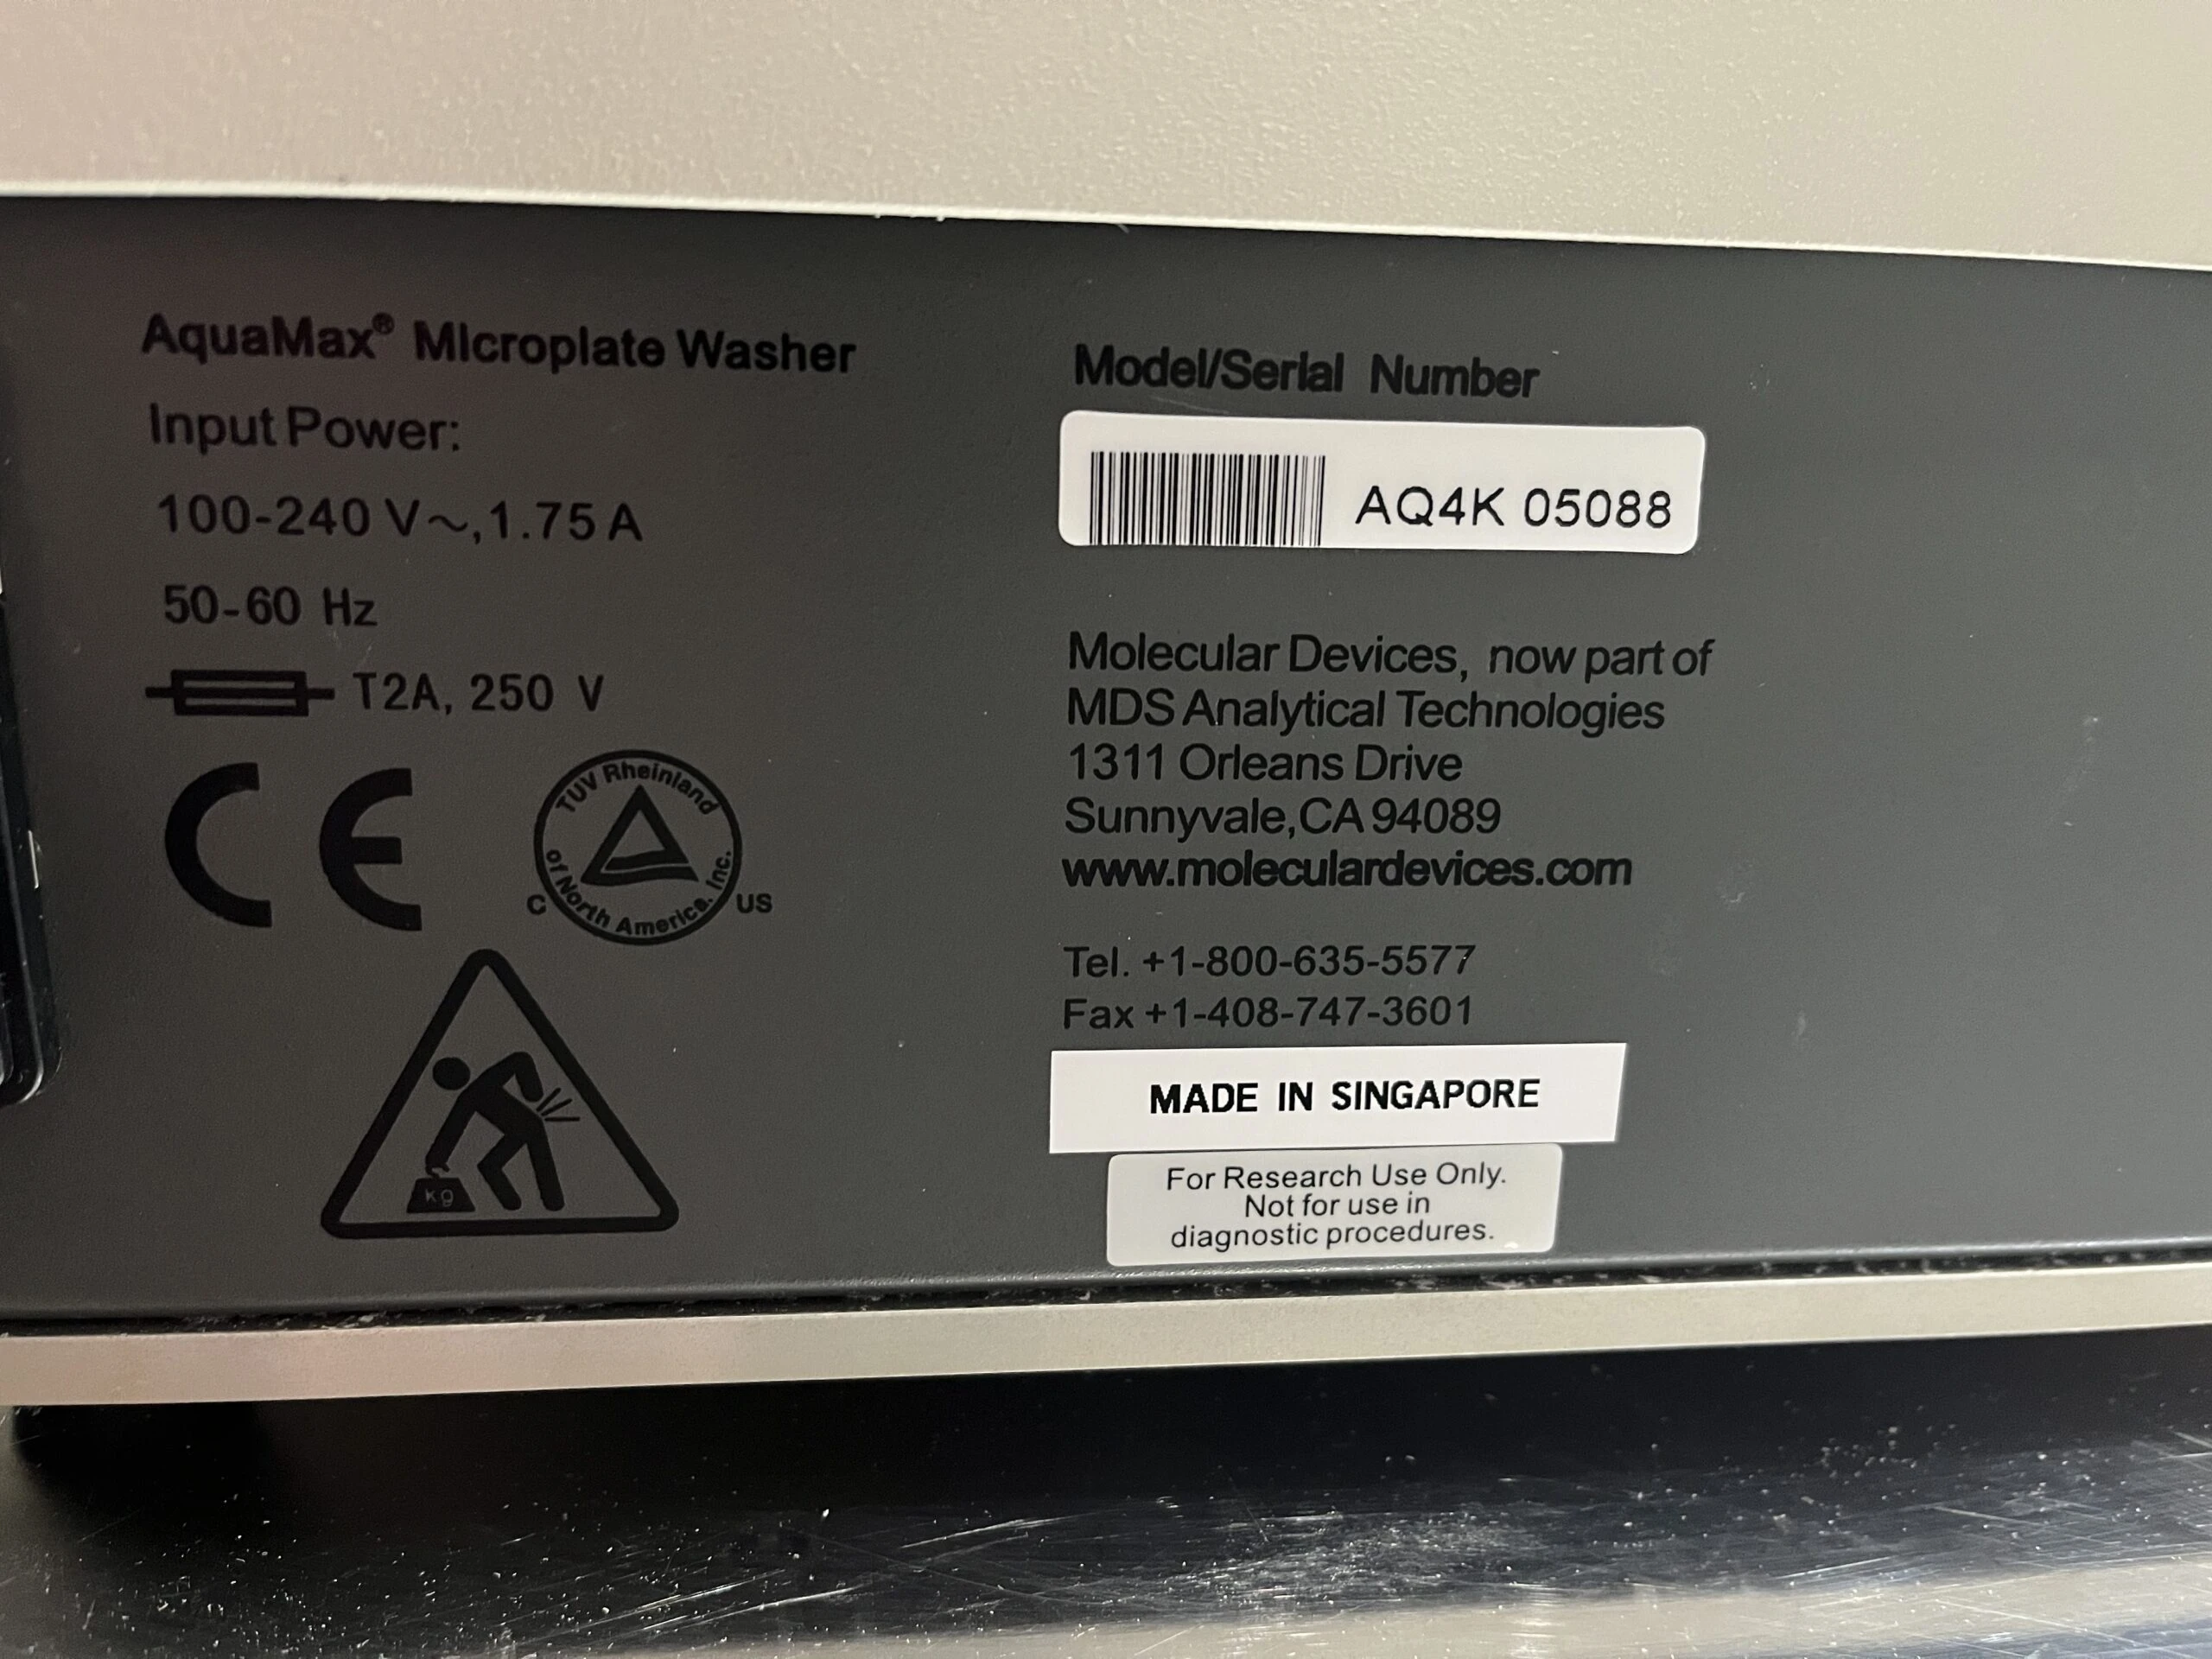 AquaMax® Microplate Washer
Input Power:
100-240 V~, 1.75 A
50-60 Hz
T2A, 250 V
CE
TUV Rheinland
of North America, Inc.
C US
kg
Model/Serial Number
AQ4K 05088
Molecular Devices, now part of
MDS Analytical Technologies
1311 Orleans Drive
Sunnyvale, CA 94089
www.moleculardevices.com
Tel. +1-800-635-5577
Fax +1-408-747-3601
MADE IN SINGAPORE
For Research Use Only.
Not for use in
diagnostic procedures.